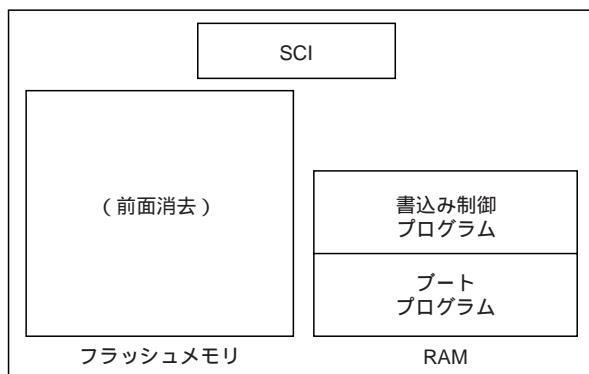 SCI
(前面消去)
書込み制御
プログラム
ブート
プログラム
フラッシュメモリ
RAM